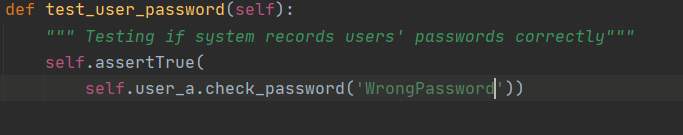 def test_user_password(self):
""" Testing if system records users' passwords correctly"""
self.assertTrue(
self.user_a.check_password('WrongPassword'))